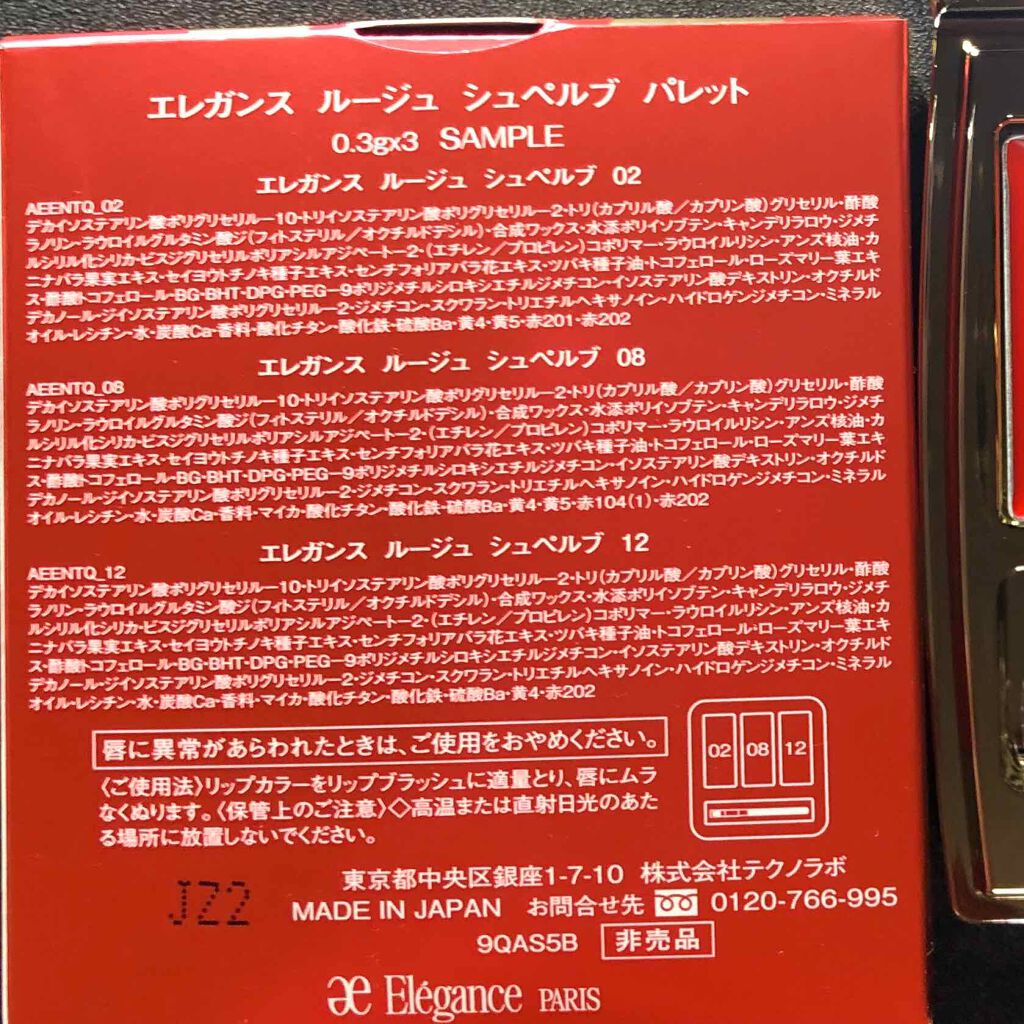 エレガンス ルージュ シュペルブ パレット
0.3gx3 SAMPLE
エレガンス ルージュ シュペルブ 02
AEENTQ_02
デカイソステアリン酸ポリグリセリル－10・トリイソステアリン酸ポリグリセリル－2・トリ(カプリル酸／カプリン酸)グリセリル・酢酸
ラノリン・ラウロイルグルタミン酸ジ(フィトステリル／オクチルドデシル)・合成ワックス・水添ポリイソブテン・キャンデリラロウ・ジメチ
ルシリル化シリカ・ビスジグリセリルポリアシルアジペート－2・(エチレン／プロピレン)コポリマー・ラウロイルリシン・アンズ核油・カ
ニナバラ果実エキス・セイヨウトチノキ種子エキス・センチフォリアバラ花エキス・ツバキ種子油・トコフェロール・ローズマリー葉エキ
ス・酢酸トコフェロール・BG・BHT・DPG・PEG－9ポリジメチルシロキシエチルジメチコン・イソステアリン酸デキストリン・オクチルド
デカノール・ジイソステアリン酸ポリグリセリル－2・ジメチコン・スクワラン・トリエチルヘキサノイン・ハイドロゲンジメチコン・ミネラル
オイル・レシチン・水・炭酸Ca・香料・酸化チタン・酸化鉄・硫酸Ba・黄4・黄5・赤201・赤202
エレガンス ルージュ シュペルブ 08
AEENTQ_08
デカイソステアリン酸ポリグリセリル－10・トリイソステアリン酸ポリグリセリル－2・トリ(カプリル酸／カプリン酸)グリセリル・酢酸
ラノリン・ラウロイルグルタミン酸ジ(フィトステリル／オクチルドデシル)・合成ワックス・水添ポリイソブテン・キャンデリラロウ・ジメチ
ルシリル化シリカ・ビスジグリセリルポリアシルアジペート－2・(エチレン／プロピレン)コポリマー・ラウロイルリシン・アンズ核油・カ
ニナバラ果実エキス・セイヨウトチノキ種子エキス・センチフォリアバラ花エキス・ツバキ種子油・トコフェロール・ローズマリー葉エキ
ス・酢酸トコフェロール・BG・BHT・DPG・PEG－9ポリジメチルシロキシエチルジメチコン・イソステアリン酸デキストリン・オクチルド
デカノール・ジイソステアリン酸ポリグリセリル－2・ジメチコン・スクワラン・トリエチルヘキサノイン・ハイドロゲンジメチコン・ミネラル
オイル・レシチン・水・炭酸Ca・香料・マイカ・酸化チタン・酸化鉄・硫酸Ba・黄4・黄5・赤104(1)・赤202
エレガンス ルージュ シュペルブ 12
AEENTQ_12
デカイソステアリン酸ポリグリセリル－10・トリイソステアリン酸ポリグリセリル－2・トリ(カプリル酸／カプリン酸)グリセリル・酢酸
ラノリン・ラウロイルグルタミン酸ジ(フィトステリル／オクチルドデシル)・合成ワックス・水添ポリイソブテン・キャンデリラロウ・ジメチ
ルシリル化シリカ・ビスジグリセリルポリアシルアジペート－2・(エチレン／プロピレン)コポリマー・ラウロイルリシン・アンズ核油・カ
ニナバラ果実エキス・セイヨウトチノキ種子エキス・センチフォリアバラ花エキス・ツバキ種子油・トコフェロール・ローズマリー葉エキ
ス・酢酸トコフェロール・BG・BHT・DPG・PEG－9ポリジメチルシロキシエチルジメチコン・イソステアリン酸デキストリン・オクチルド
デカノール・ジイソステアリン酸ポリグリセリル－2・ジメチコン・スクワラン・トリエチルヘキサノイン・ハイドロゲンジメチコン・ミネラル
オイル・レシチン・水・炭酸Ca・香料・マイカ・酸化チタン・酸化鉄・硫酸Ba・黄4・赤202
唇に異常があらわれたときは、ご使用をおやめください。
〈ご使用法〉リップカラーをリップブラッシュに適量とり、唇にムラ
なくぬります。〈保管上のご注意〉◇高温または直射日光のあた
る場所に放置しないでください。
02 08 12
東京都中央区銀座1-7-10 株式会社テクノラボ
JZ2
MADE IN JAPAN お問合せ先 0120-766-995
9QAS5B 非売品
æ Elégance PARIS